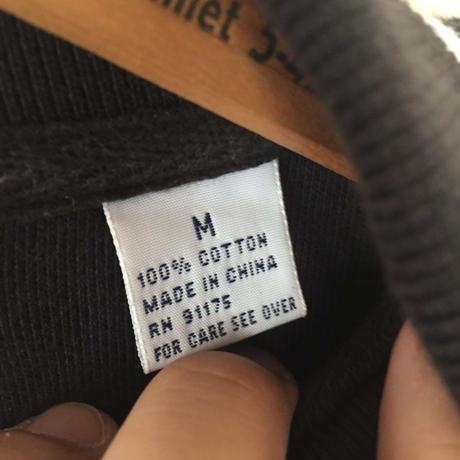 M
100% COTTON
MADE IN CHINA
RN 91175
FOR CARE SEE OVER